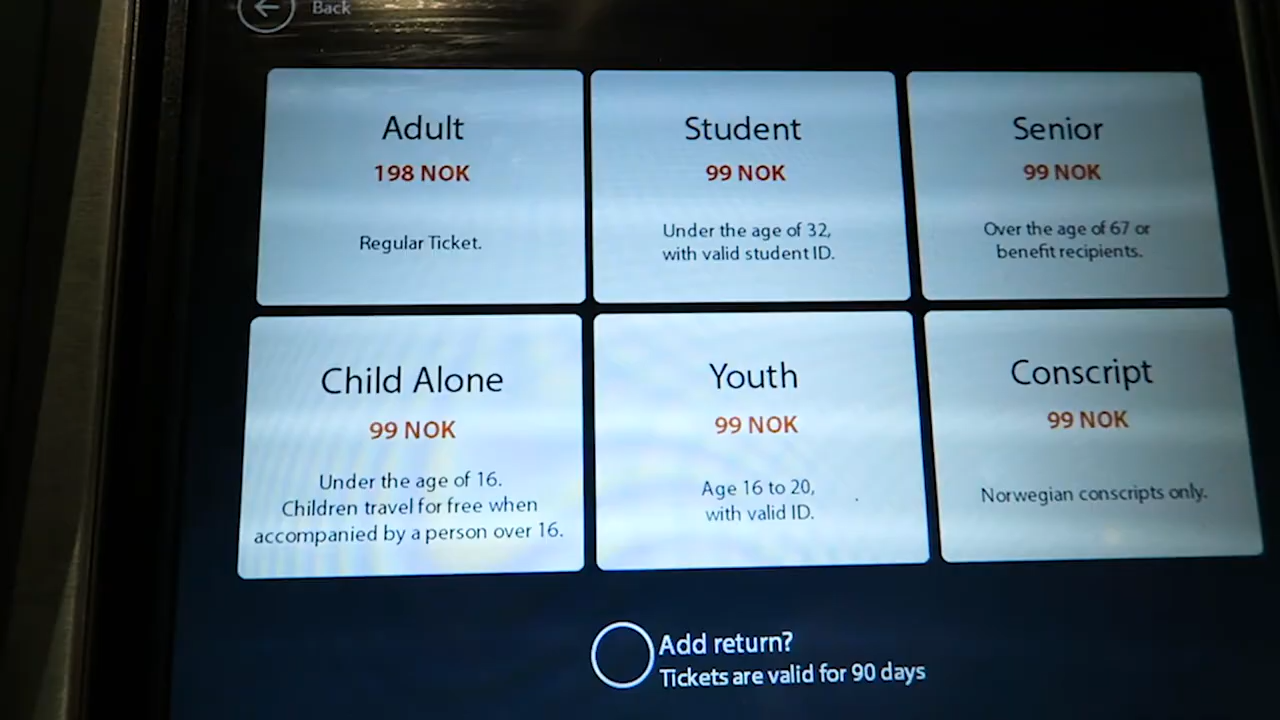 Back
Adult
198 NOK
Regular Ticket.
Student
99 NOK
Under the age of 32,
with valid student ID.
Senior
99 NOK
Over the age of 67 or
benefit recipients.
Child Alone
99 NOK
Under the age of 16.
Children travel for free when
accompanied by a person over 16.
Youth
99 NOK
Age 16 to 20,
with valid ID.
Conscript
99 NOK
Norwegian conscripts only.
Add return?
Tickets are valid for 90 days